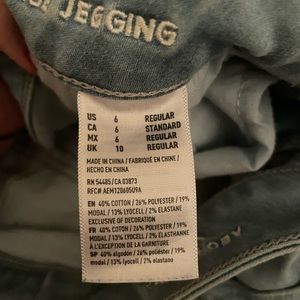 JEGGING
US 6 REGULAR
CA 6 STANDARD
MX 6 REGULAR
UK 10 REGULAR
MADE IN CHINA / FABRIQUÉ EN CHINE /
HECHO EN CHINA
RN 54485/CA 03873
RFC# AEM1206050J9A
EN 40% COTTON / 26% POLYESTER / 19%
MODAL / 13% LYOCELL / 2% ELASTANE
EXCLUSIVE OF DECORATION
FR 40% COTON / 26% POLYESTER / 19%
MODAL / 13% LYOCELL / 2% ÉLASTHANNE
À L'EXCEPTION DE LA GARNITURE
SP 40% algodón / 26% poliéster / 19%
modal / 13% lyocell / 2% elastano